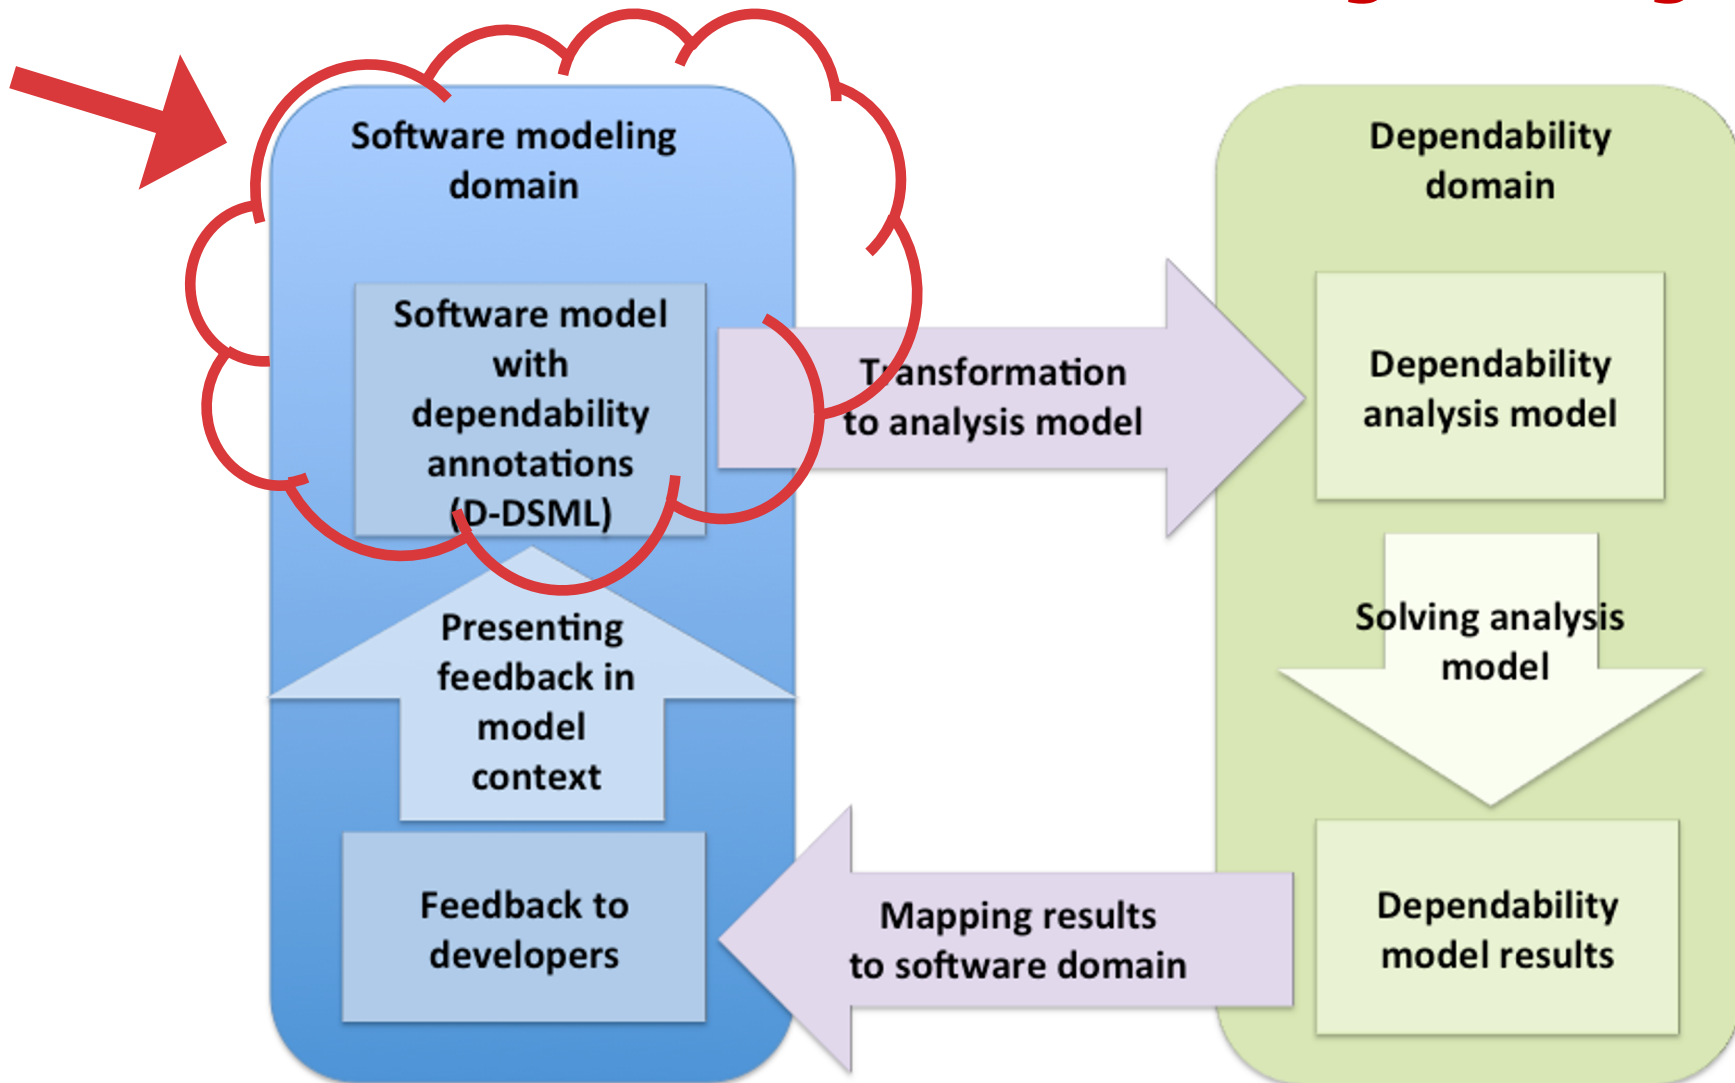 Software modeling
domain
Software model
with
dependability
annotations
(D-DSML)
Presenting
feedback in
model
context
Feedback to
developers
Transformation
to analysis model
Mapping results
to software domain
Dependability
domain
Dependability
analysis model
Solving analysis
model
Dependability
model results